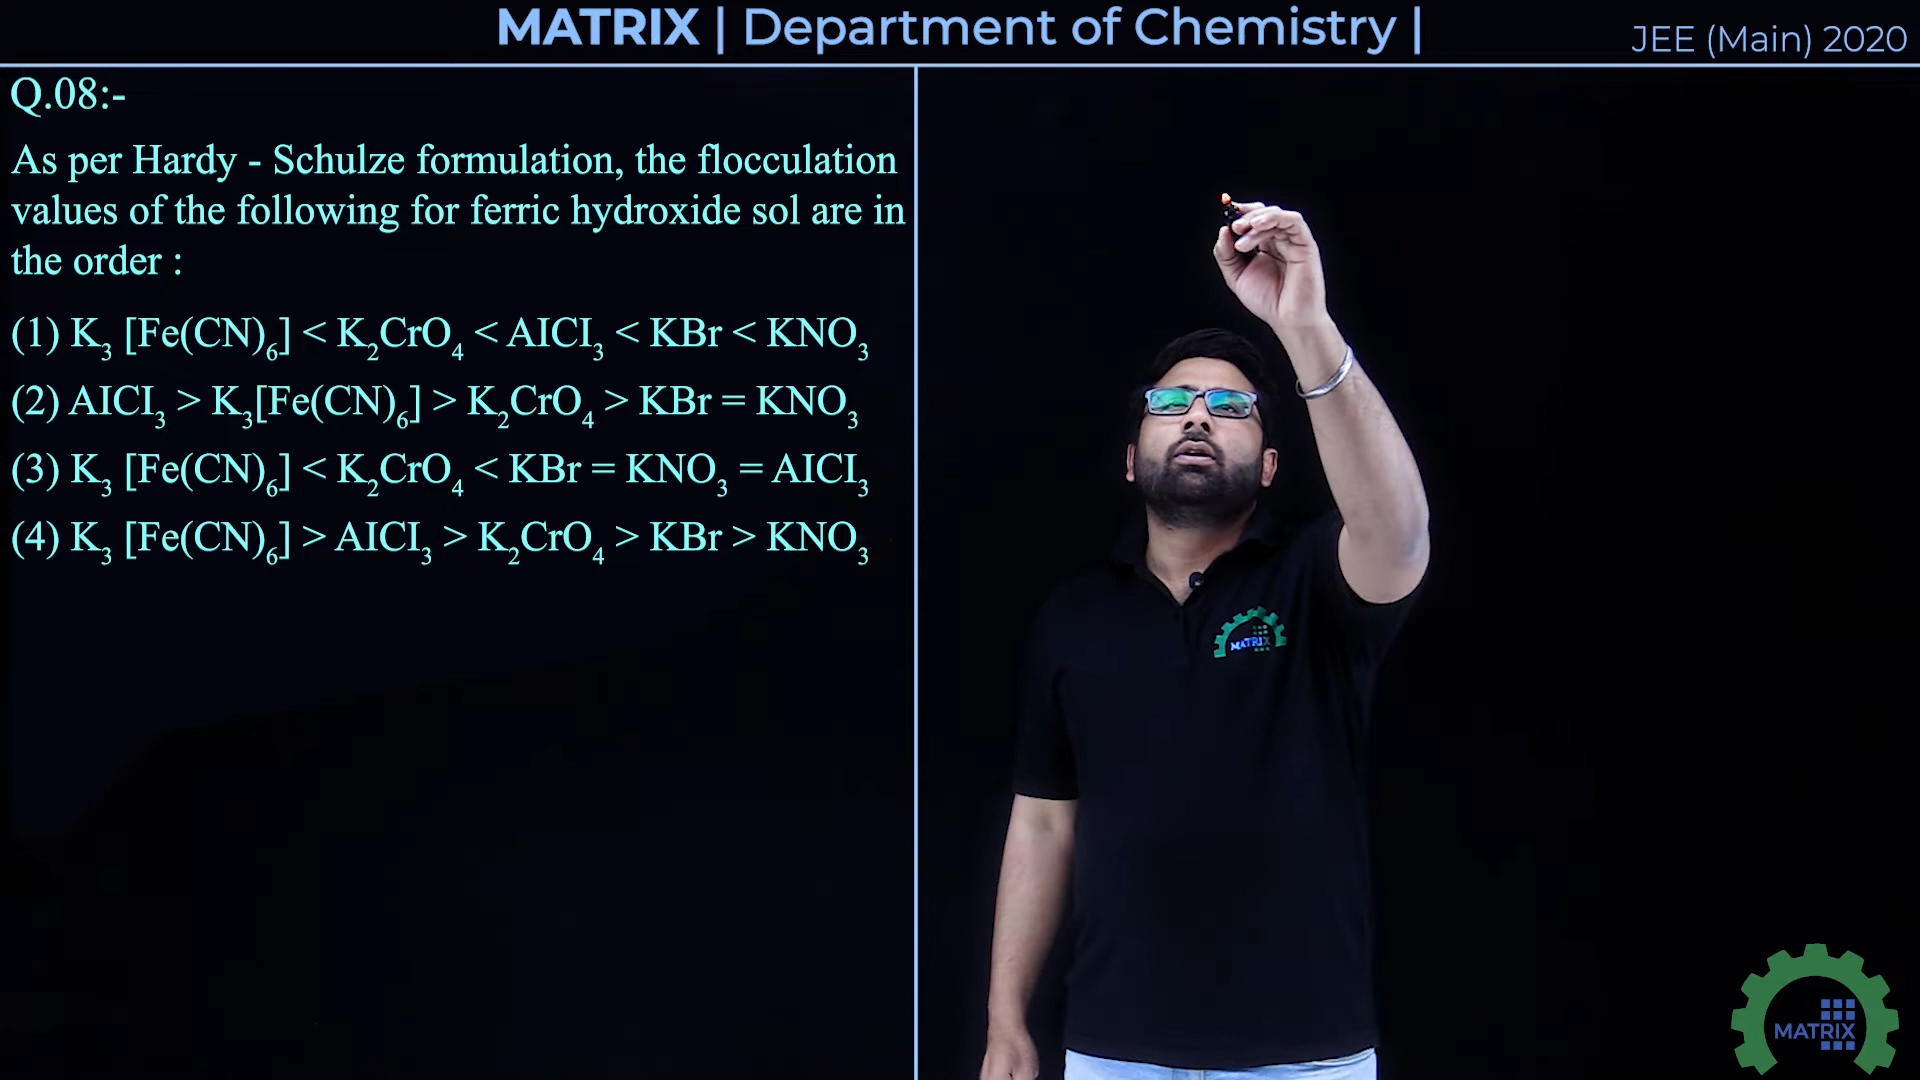 MATRIX | Department of Chemistry |
JEE (Main) 2020
Q.08:-
As per Hardy - Schulze formulation, the flocculation
values of the following for ferric hydroxide sol are in
the order :
(1) K₃ [Fe(CN)₆] < K₂CrO₄ < AICI₃ < KBr < KNO₃
(2) AICI₃ > K₃[Fe(CN)₆] > K₂CrO₄ > KBr = KNO₃
(3) K₃ [Fe(CN)₆] < K₂CrO₄ < KBr = KNO₃ = AICI₃
(4) K₃ [Fe(CN)₆] > AICI₃ > K₂CrO₄ > KBr > KNO₃
MATRIX
MATRIX